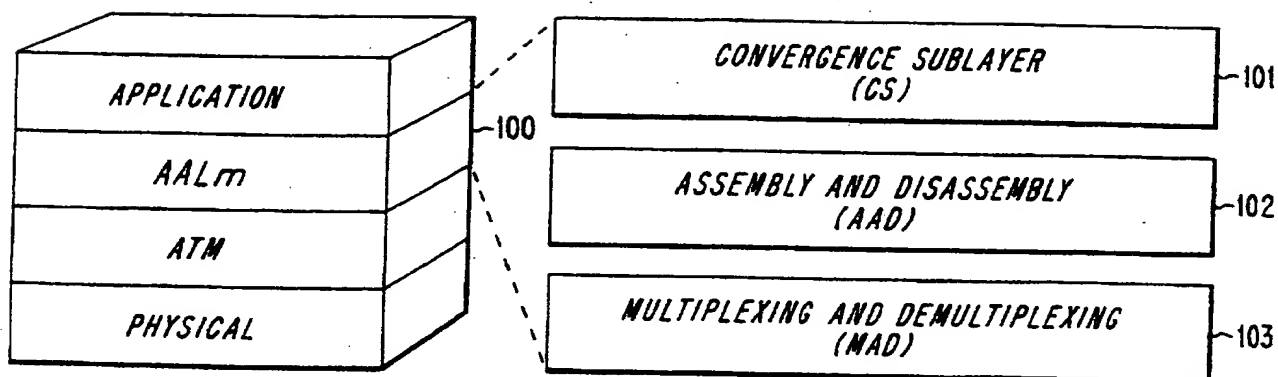 APPLICATION
AALm
ATM
PHYSICAL
100
CONVERGENCE SUBLAYER
(CS)
101
ASSEMBLY AND DISASSEMBLY
(AAD)
102
MULTIPLEXING AND DEMULTIPLEXING
(MAD)
103